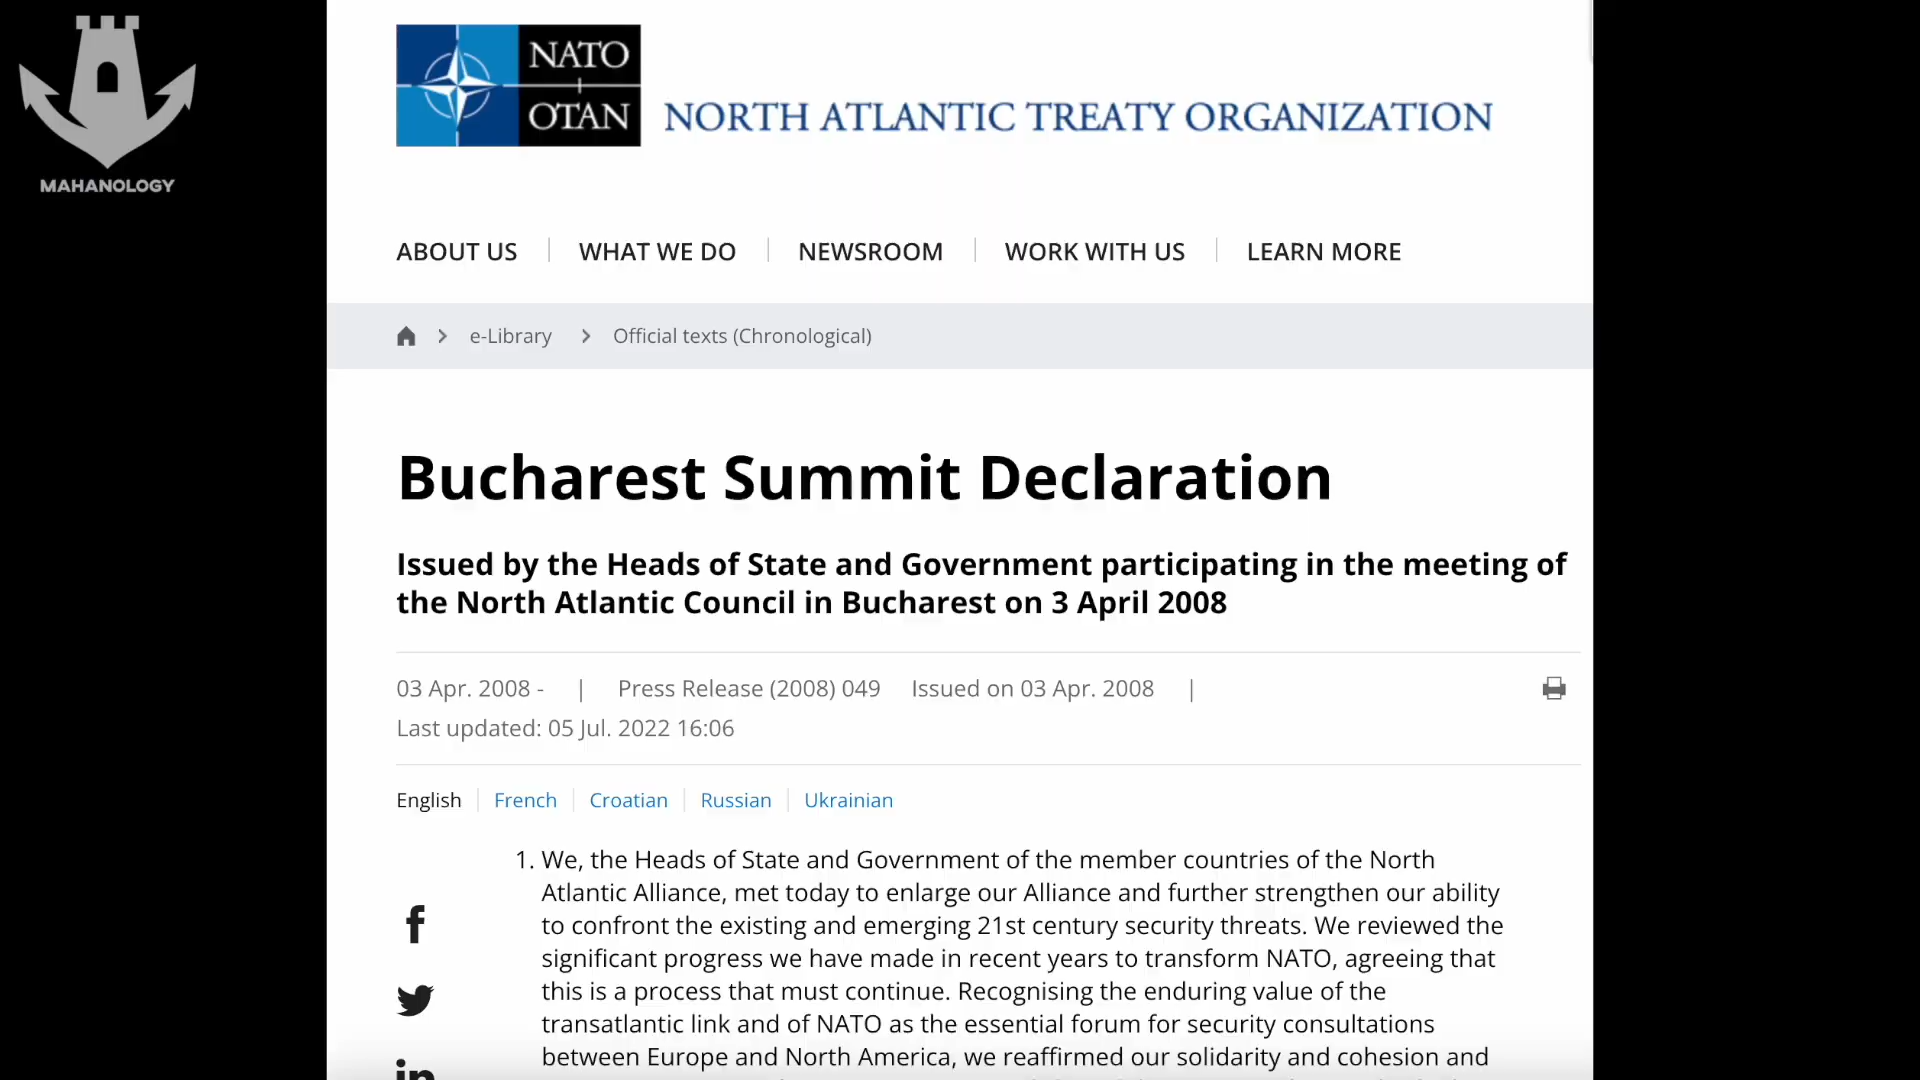 MAHANOLOGY
NATO
OTAN
NORTH ATLANTIC TREATY ORGANIZATION
ABOUT US
WHAT WE DO
NEWSROOM
WORK WITH US
LEARN MORE
e-Library
Official texts (Chronological)
Bucharest Summit Declaration
Issued by the Heads of State and Government participating in the meeting of
the North Atlantic Council in Bucharest on 3 April 2008
03 Apr. 2008 - | Press Release (2008) 049 Issued on 03 Apr. 2008 |
Last updated: 05 Jul. 2022 16:06
English
French
Croatian
Russian
Ukrainian
1. We, the Heads of State and Government of the member countries of the North
Atlantic Alliance, met today to enlarge our Alliance and further strengthen our ability
to confront the existing and emerging 21st century security threats. We reviewed the
significant progress we have made in recent years to transform NATO, agreeing that
this is a process that must continue. Recognising the enduring value of the
transatlantic link and of NATO as the essential forum for security consultations
between Europe and North America, we reaffirmed our solidarity and cohesion and